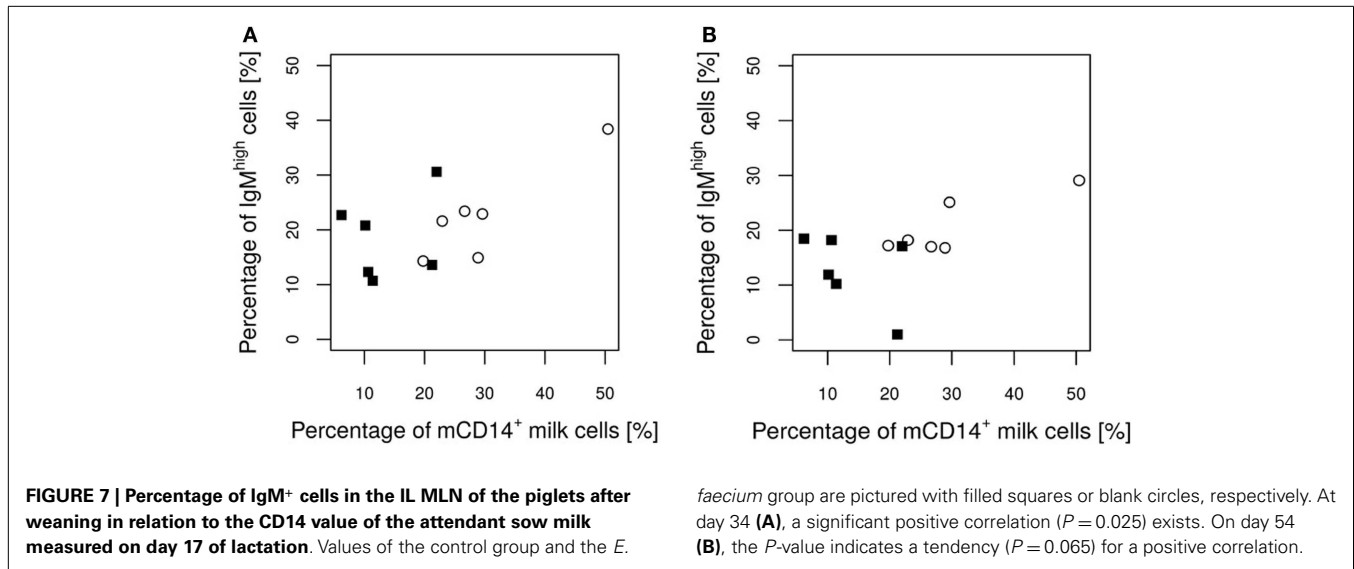 A
Percentage of IgM^high cells [%]
50
40
30
20
10
0
10 20 30 40 50
Percentage of mCD14+ milk cells [%]
B
Percentage of IgM^high cells [%]
50
40
30
20
10
0
10 20 30 40 50
Percentage of mCD14+ milk cells [%]
FIGURE 7 | Percentage of IgM+ cells in the IL MLN of the piglets after
weaning in relation to the CD14 value of the attendant sow milk
measured on day 17 of lactation. Values of the control group and the E.
faecium group are pictured with filled squares or blank circles, respectively. At
day 34 (A), a significant positive correlation (P = 0.025) exists. On day 54
(B), the P-value indicates a tendency (P = 0.065) for a positive correlation.